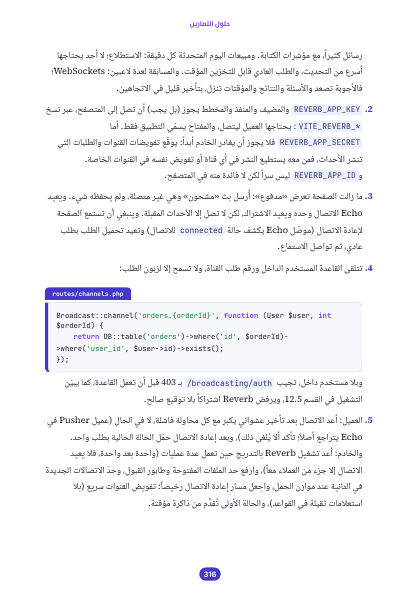 حلول التمارين
رسائل كثيراً، مع مؤشرات الكتابة. ومبيعات اليوم المتحدثة كل دقيقة: الاستطلاع؛ لا أحد يحتاجها
أسرع من التحديث، والطلب العادي قابل للتخزين المؤقت. والمسابقة لعدة لاعبين: WebSockets؛
فالأجوبة تصعد والأسئلة والنتائج والمؤقتات تنزل، بتأخير قليل في الاتجاهين.
2. REVERB_APP_KEY والمضيف والمنفذ والمخطط يجوز (بل يجب) أن تصل إلى المتصفح، عبر نسخ
VITE_REVERB_*: يحتاجها العميل ليتصل، والمفتاح يسمّي التطبيق فقط. أما
REVERB_APP_SECRET فلا يجوز أن يغادر الخادم أبداً: يوقّع تفويضات القنوات والطلبات التي
تنشر الأحداث، فمن معه يستطيع النشر في أي قناة أو تفويض نفسه في القنوات الخاصة.
و REVERB_APP_ID ليس سراً لكن لا فائدة منه في المتصفح.
3. ما زالت الصفحة تعرض «مدفوع»: أُرسل بث «مشحون» وهي غير متصلة، ولم يحفظه شيء. ويعيد
Echo الاتصال وحده ويعيد الاشتراك، لكن لا تصل إلا الأحداث المقبلة. وينبغي أن تستمع الصفحة
لإعادة الاتصال (موصّل Echo يكشف حالة connected للاتصال) وتعيد تحميل الطلب بطلب
عادي، ثم تواصل الاستماع.
4. تتلقى القاعدة المستخدم الداخل ورقم طلب القناة، ولا تسمح إلا لزبون الطلب:
routes/channels.php
Broadcast::channel('orders.{orderId}', function (User $user, int
$orderId) {
    return DB::table('orders')->where('id', $orderId)-
>where('user_id', $user->id)->exists();
});
وبلا مستخدم داخل، تجيب /broadcasting/auth بـ 403 قبل أن تعمل القاعدة، كما يبيّن
التشغيل في القسم 12.5، ويرفض Reverb اشتراكاً بلا توقيع صالح.
5. العميل: أعد الاتصال بعد تأخير عشوائي يكبر مع كل محاولة فاشلة، لا في الحال (عميل Pusher في
Echo يتراجع أصلاً؛ تأكد ألا يُلغى ذلك)، وبعد إعادة الاتصال حمّل الحالة الحالية بطلب واحد.
والخادم: أعد تشغيل Reverb بالتدريج حين تعمل عدة عمليات (واحدة بعد واحدة، فلا يعيد
الاتصال إلا جزء من العملاء معاً)، وارفع حد الملفات المفتوحة وطابور القبول، وحدّ الاتصالات الجديدة
في الثانية عند موازن الحمل، واجعل مسار إعادة الاتصال رخيصاً: تفويض القنوات سريع (بلا
استعلامات ثقيلة في القواعد)، والحالة الأولى تُقدَّم من ذاكرة مؤقتة.
316